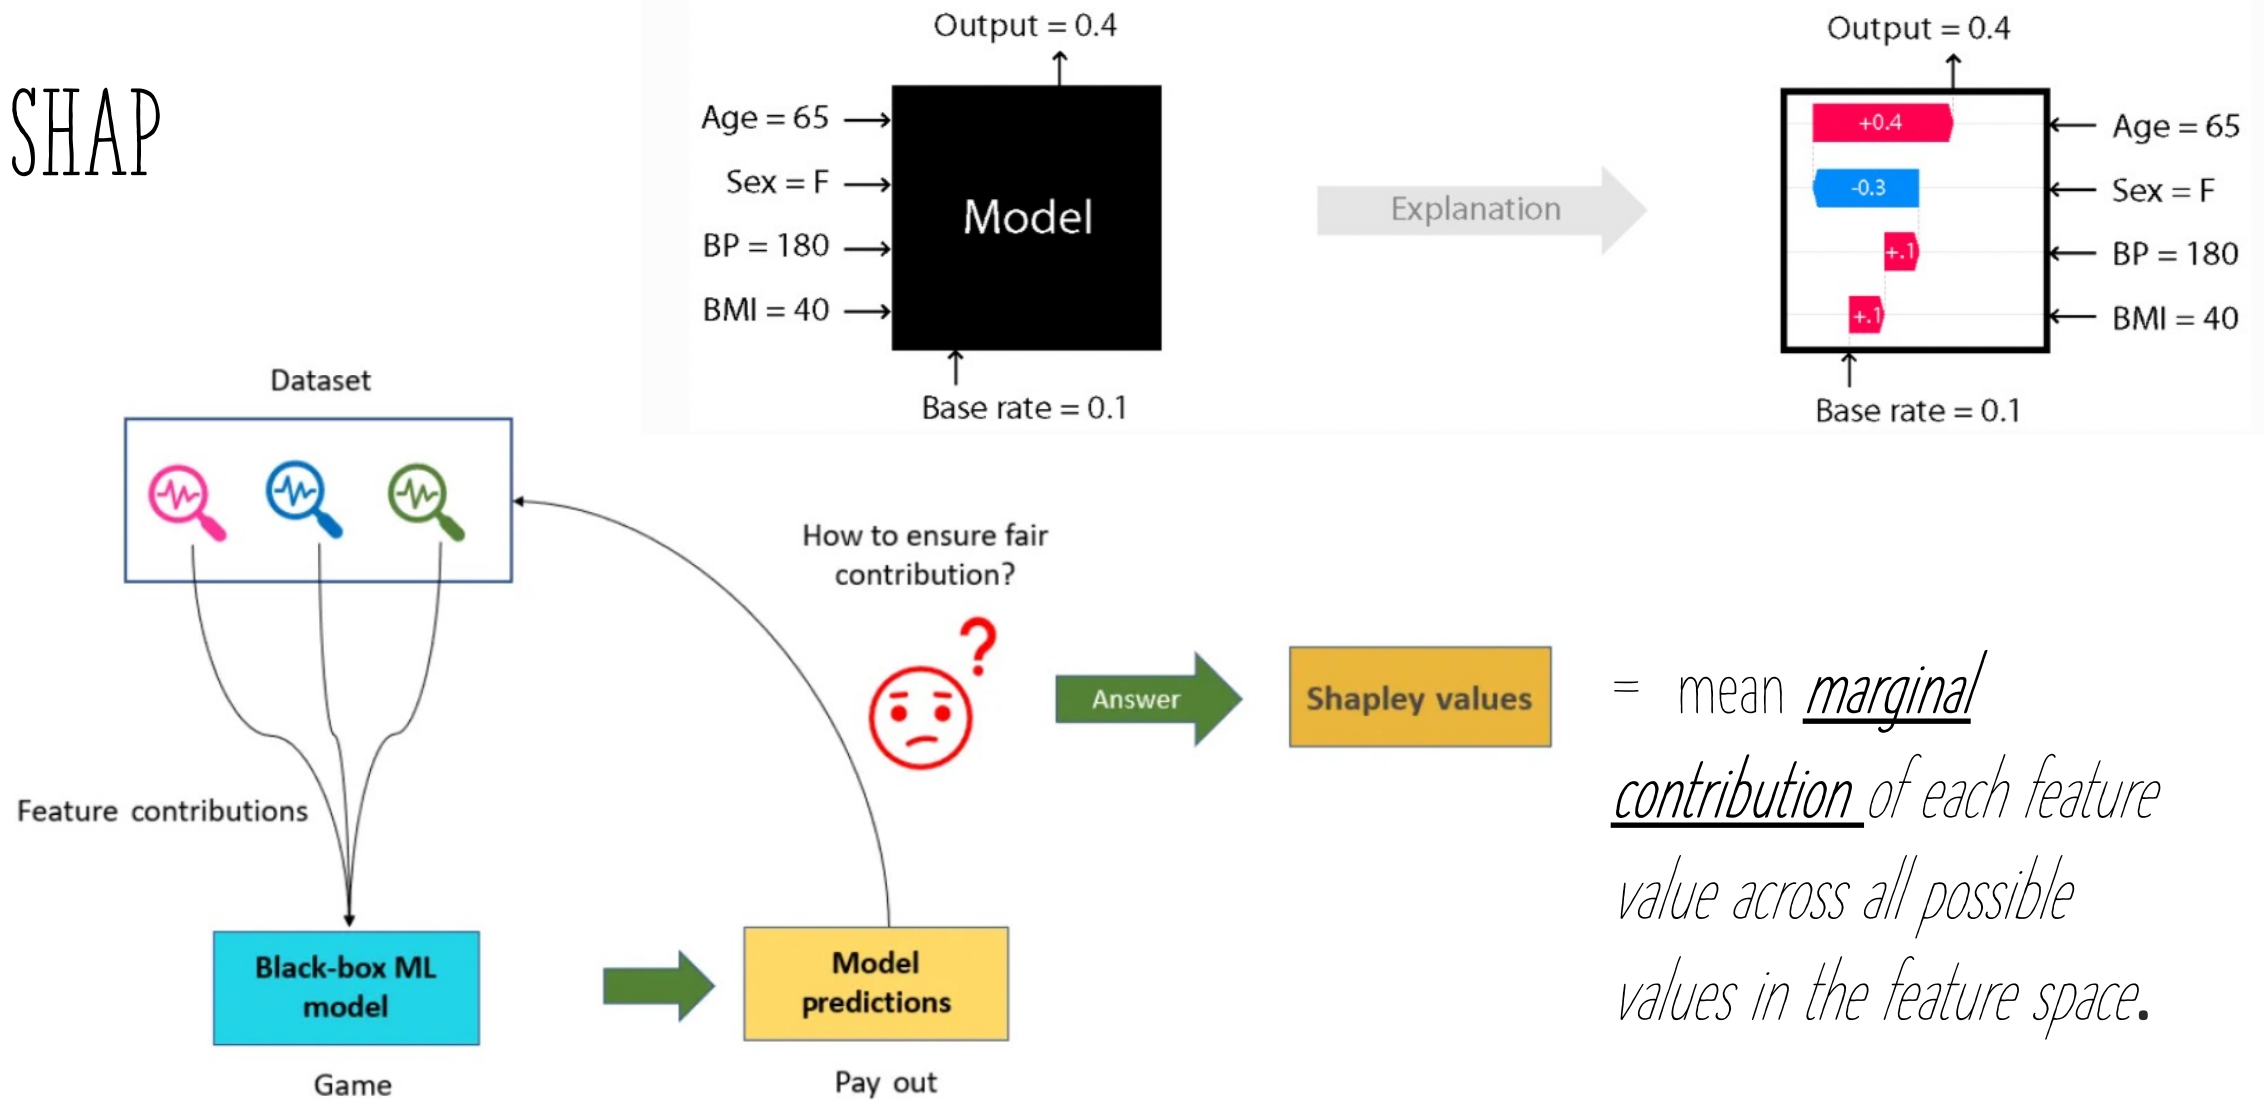 SHAP
Output = 0.4
Age = 65
Sex = F
BP = 180
BMI = 40
Model
Base rate = 0.1
Explanation
Output = 0.4
+0.4
-0.3
+.1
+.1
Age = 65
Sex = F
BP = 180
BMI = 40
Base rate = 0.1
Dataset
Feature contributions
Black-box ML
model
Game
Model
predictions
Pay out
How to ensure fair
contribution?
?
Answer
Shapley values
= mean marginal
contribution of each feature
value across all possible
values in the feature space.